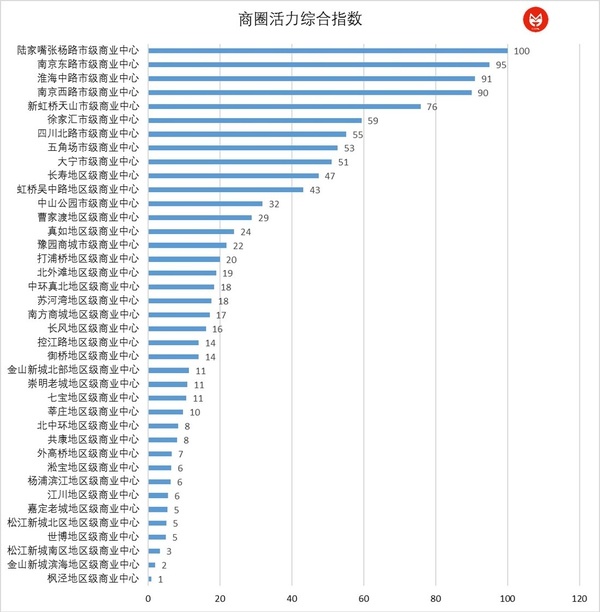 商圈活力综合指数
陆家嘴张杨路市级商业中心 100
南京东路市级商业中心 95
淮海中路市级商业中心 91
南京西路市级商业中心 90
新虹桥天山市级商业中心 76
徐家汇市级商业中心 59
四川北路市级商业中心 55
五角场市级商业中心 53
大宁市级商业中心 51
长寿地区级商业中心 47
虹桥吴中路地区级商业中心 43
中山公园市级商业中心 32
曹家渡地区级商业中心 29
真如地区级商业中心 24
豫园商城市级商业中心 22
打浦桥地区级商业中心 20
北外滩地区级商业中心 19
中环真北地区级商业中心 18
苏河湾地区级商业中心 18
南方商城地区级商业中心 17
长风地区级商业中心 16
控江路地区级商业中心 14
御桥地区级商业中心 14
金山新城北部地区级商业中心 11
崇明老城地区级商业中心 11
七宝地区级商业中心 11
莘庄地区级商业中心 10
北中环地区级商业中心 8
共康地区级商业中心 8
外高桥地区级商业中心 7
淞宝地区级商业中心 6
杨浦滨江地区级商业中心 6
江川地区级商业中心 6
嘉定老城地区级商业中心 5
松江新城北区地区级商业中心 5
世博地区级商业中心 5
松江新城南区地区级商业中心 3
金山新城滨海地区级商业中心 2
枫泾地区级商业中心 1
0 20 40 60 80 100 120